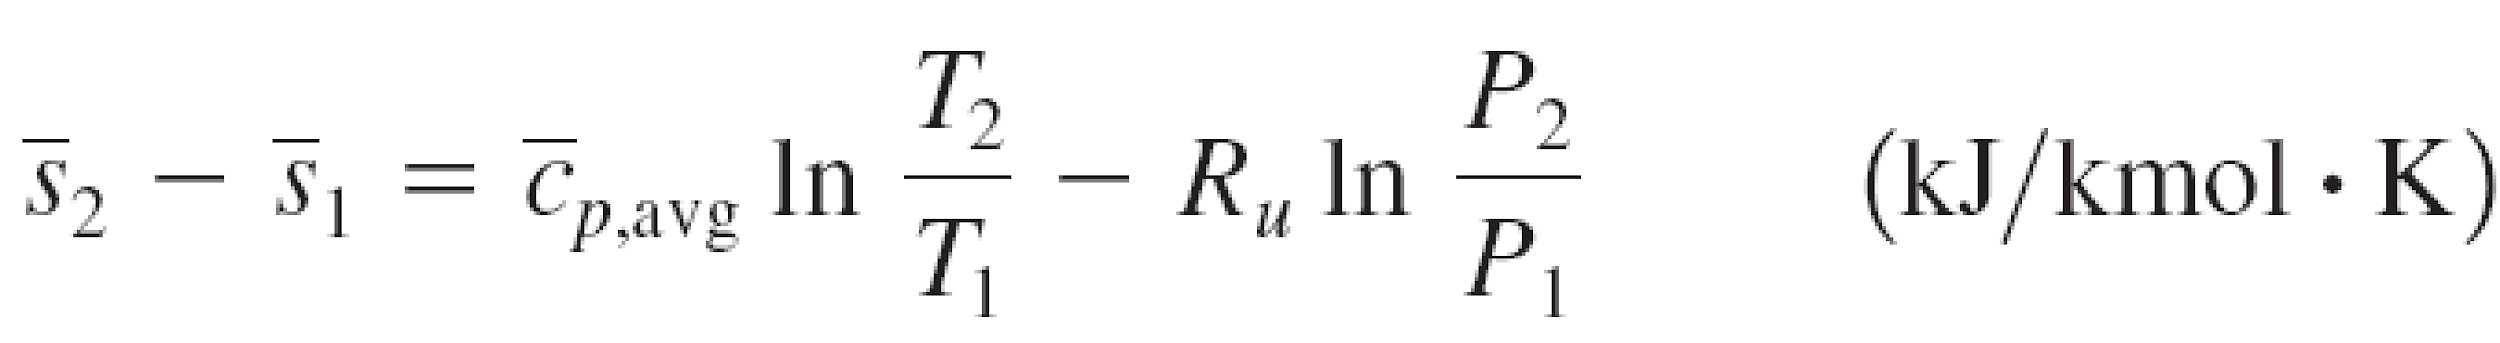 s̅₂ − s̅₁ = c̅ₚ,avg ln T₂/T₁ − Rᵤ ln P₂/P₁ (kJ/kmol · K)